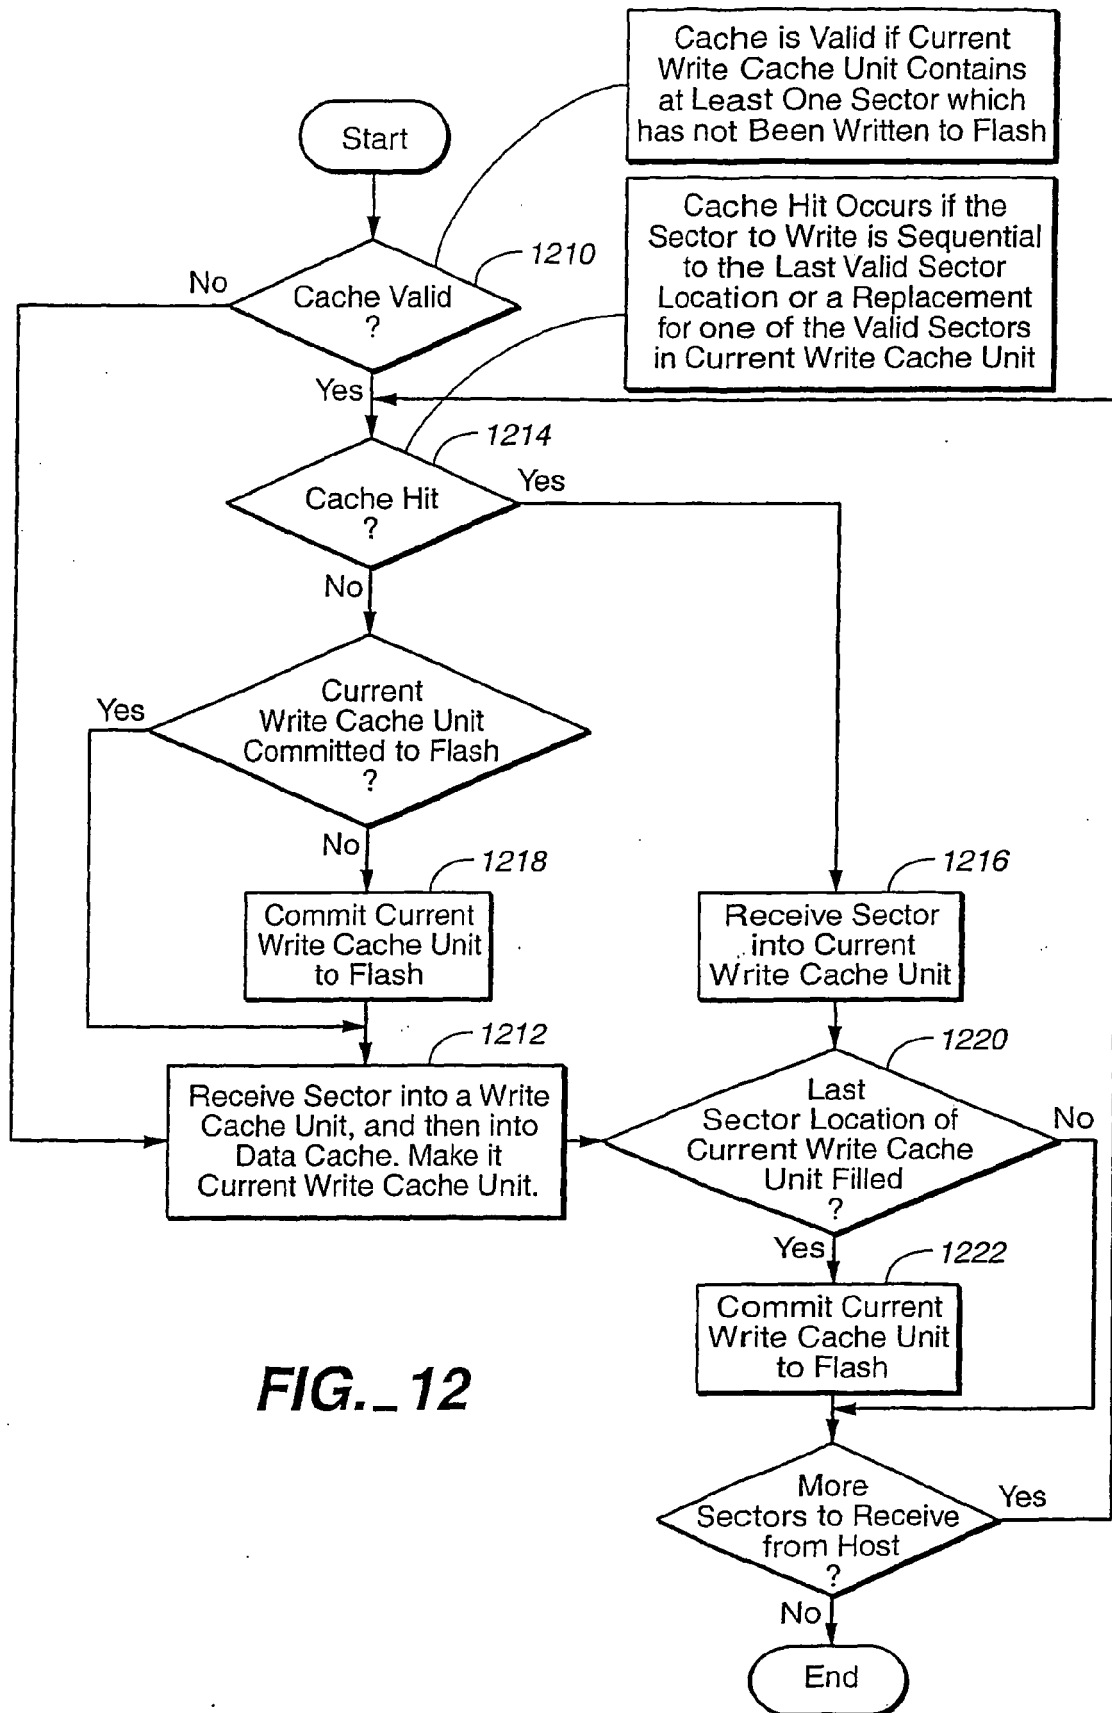 Cache is Valid if Current
Write Cache Unit Contains
at Least One Sector which
has not Been Written to Flash
Start
Cache Hit Occurs if the
Sector to Write is Sequential
to the Last Valid Sector
Location or a Replacement
for one of the Valid Sectors
in Current Write Cache Unit
1210
No
Cache Valid
?
Yes
1214
Yes
Cache Hit
?
No
Current
Write Cache Unit
Committed to Flash
?
Yes
No
1218
Commit Current
Write Cache Unit
to Flash
1216
Receive Sector
into Current
Write Cache Unit
1212
Receive Sector into a Write
Cache Unit, and then into
Data Cache. Make it
Current Write Cache Unit.
1220
Last
Sector Location of
Current Write Cache
Unit Filled
?
No
Yes
1222
Commit Current
Write Cache Unit
to Flash
FIG._12
More
Sectors to Receive
from Host
?
Yes
No
End